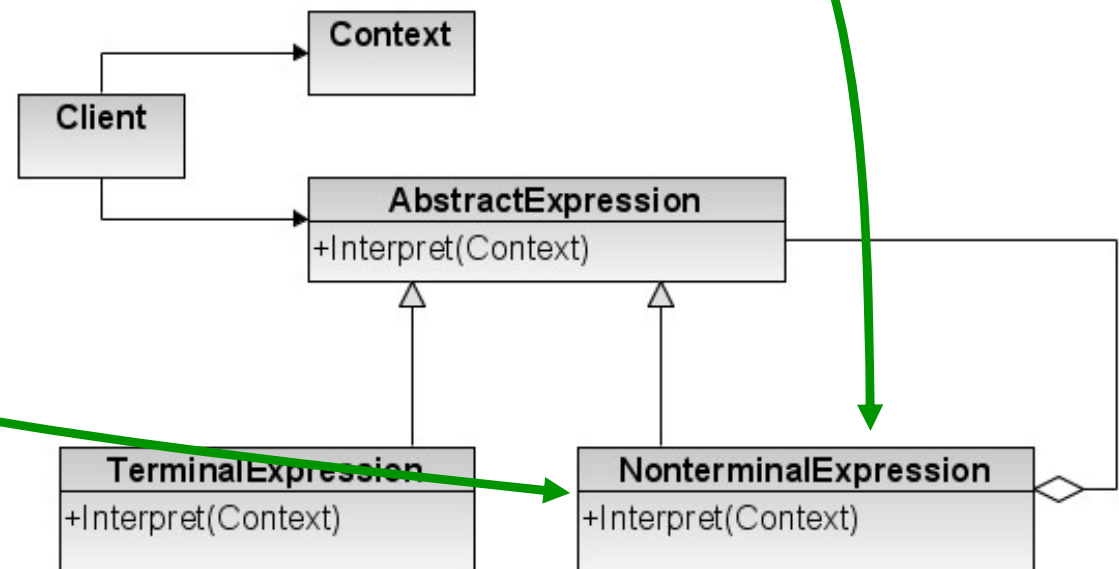 Context
Client
AbstractExpression
+Interpret(Context)
TerminalExpression
+Interpret(Context)
NonterminalExpression
+Interpret(Context)